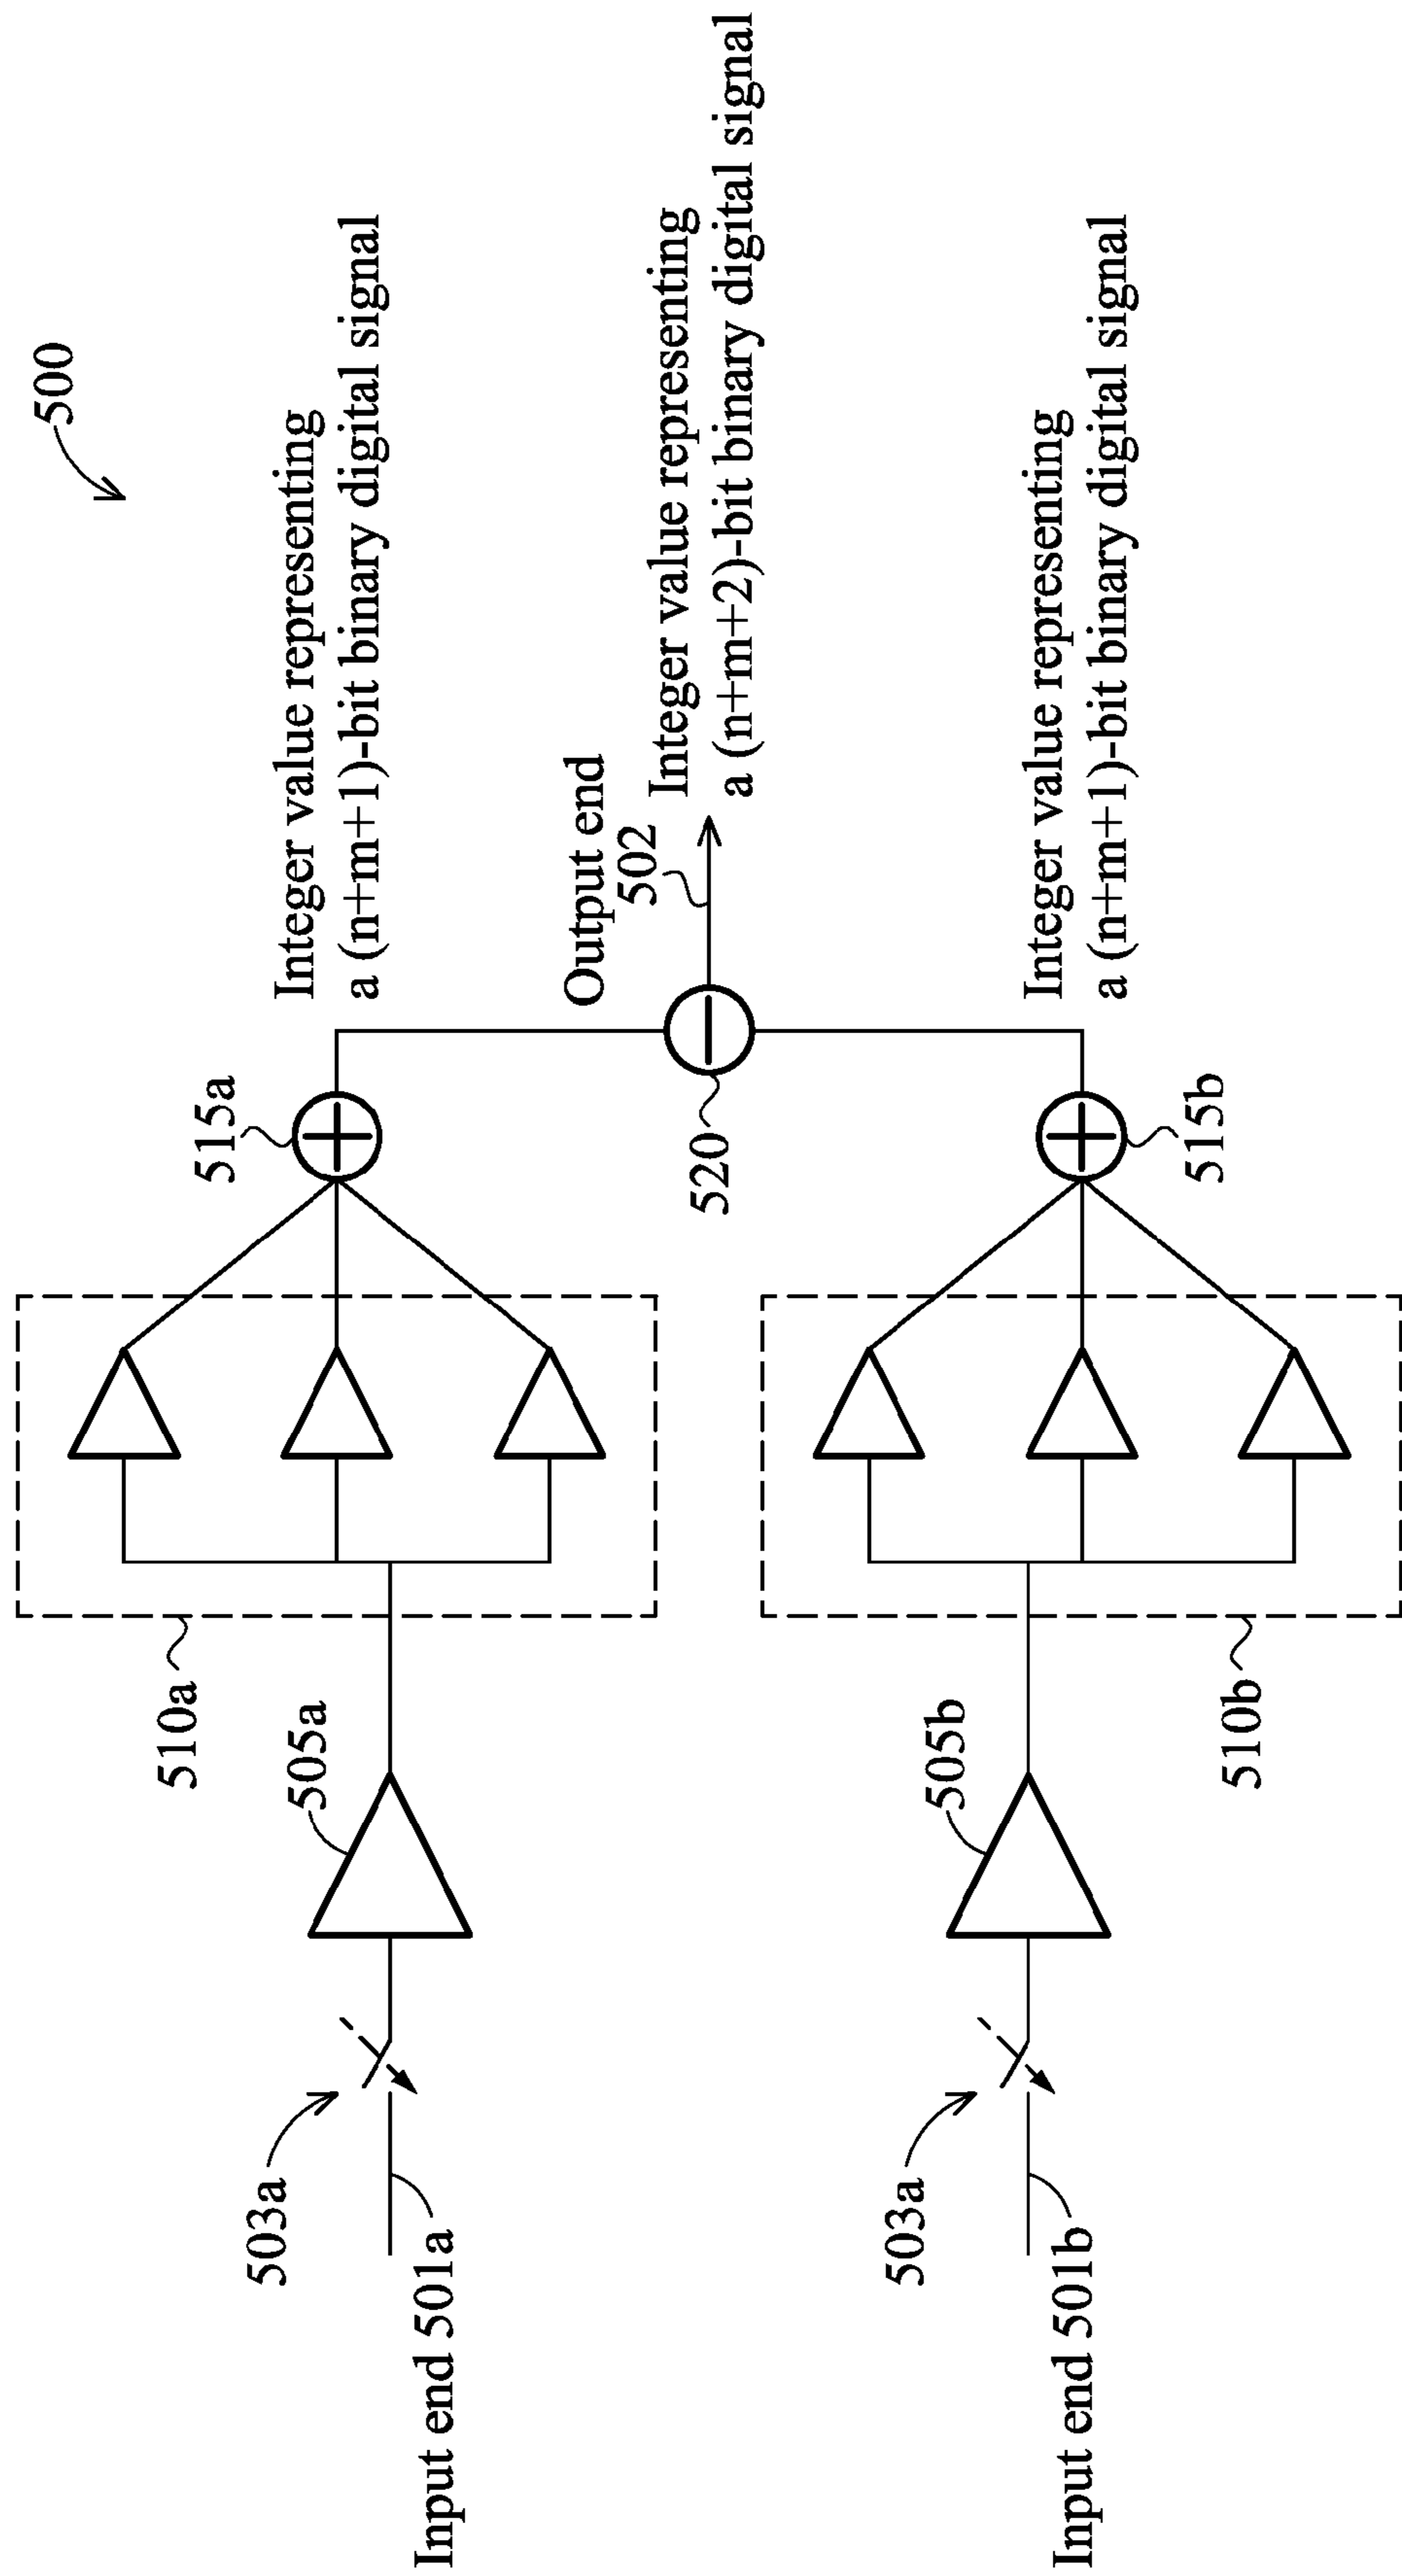 500
Integer value representing
a (n+m+1)-bit binary digital signal
515a
510a
505a
503a
Input end 501a
Output end
502
Integer value representing
a (n+m+2)-bit binary digital signal
520
Integer value representing
a (n+m+1)-bit binary digital signal
515b
505b
510b
503a
Input end 501b